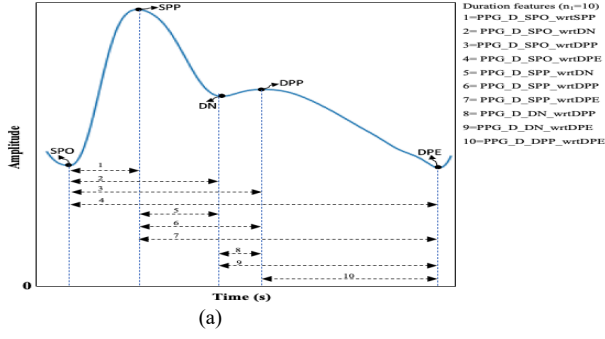 Duration features (n₁=10)
1=PPG_D_SPO_wrtSPP
2= PPG_D_SPO_wrtDN
3=PPG_D_SPO_wrtDPP
4= PPG_D_SPO_wrtDPE
5= PPG_D_SPP_wrtDN
6= PPG_D_SPP_wrtDPP
7= PPG_D_SPP_wrtDPE
8= PPG_D_DN_wrtDPP
9=PPG_D_DN_wrtDPE
10=PPG_D_DPP_wrtDPE
SPP
DPP
DN
SPO
DPE
Amplitude
1
2
3
4
5
6
7
8
9
10
0
Time (s)
(a)